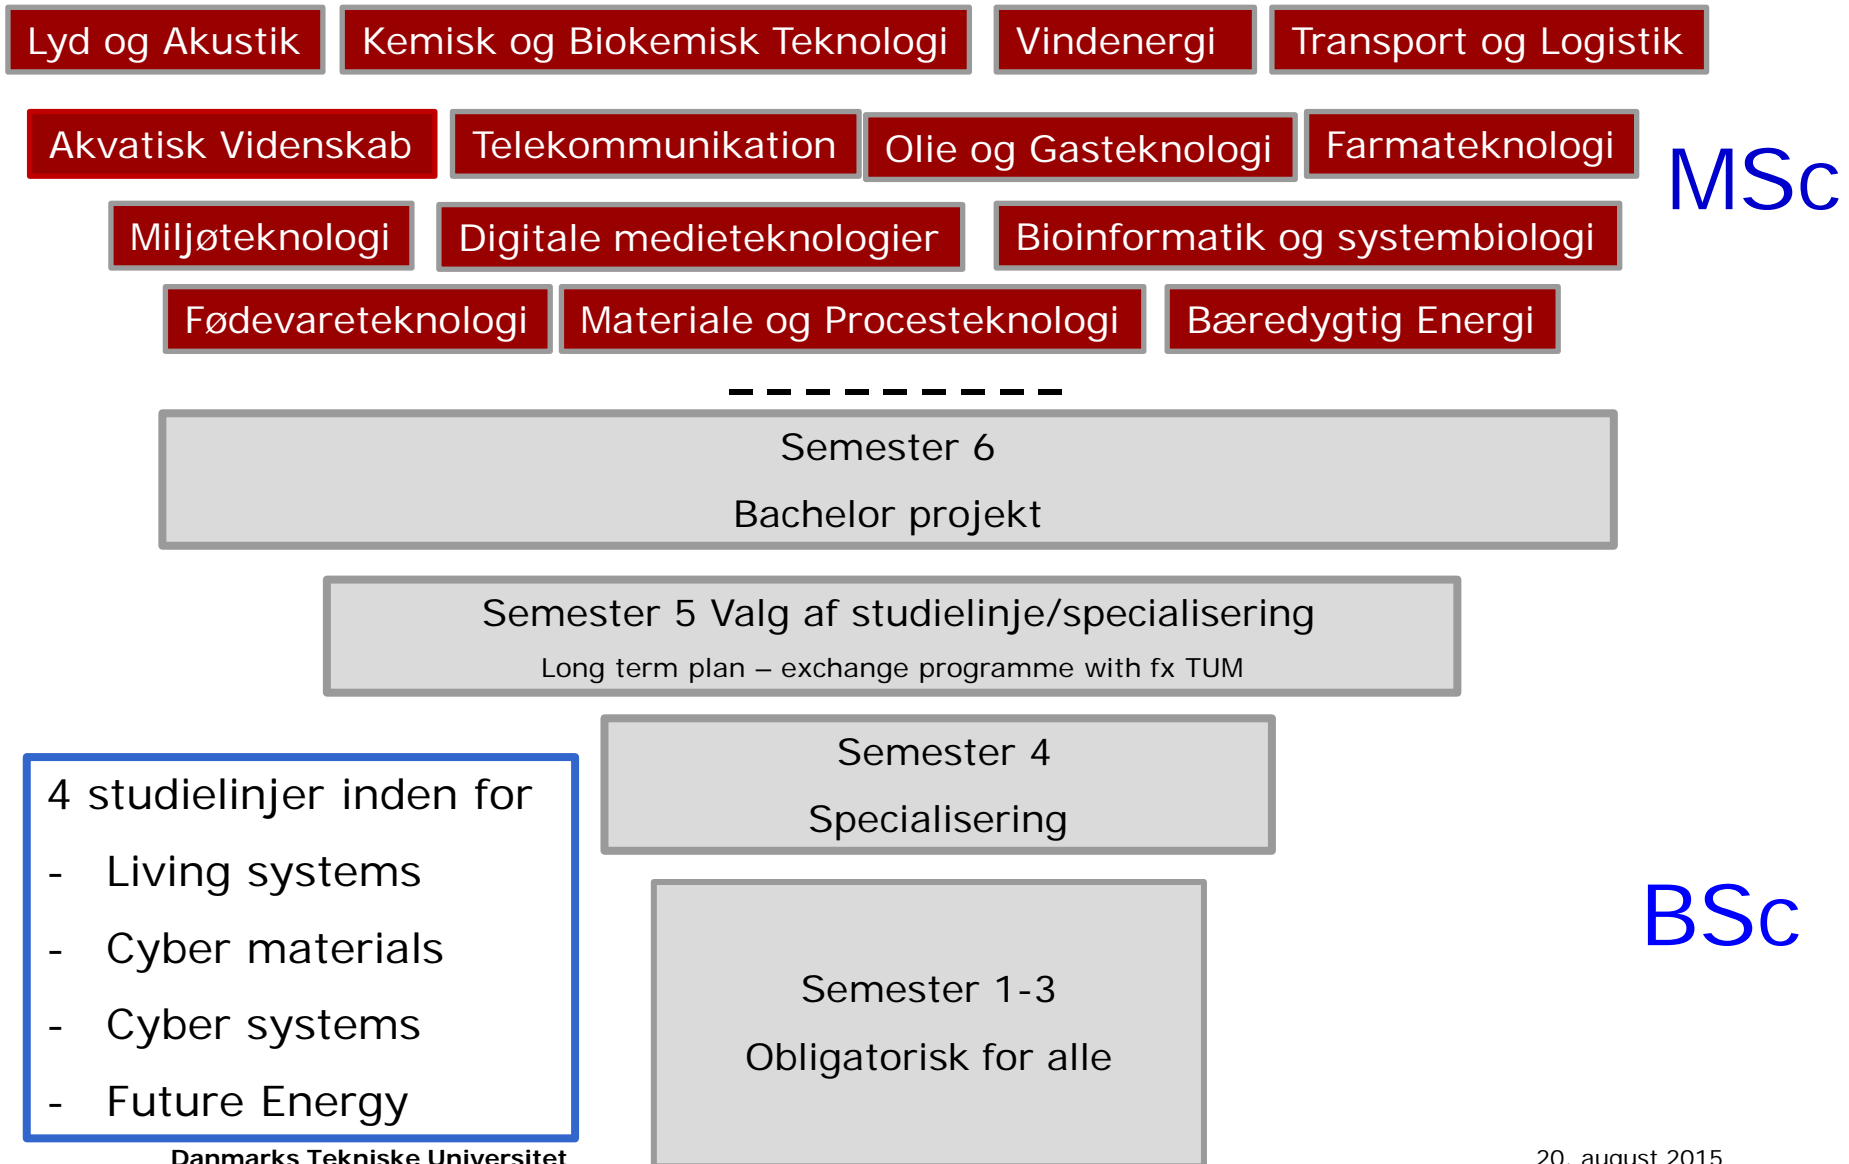 Lyd og Akustik Kemisk og Biokemisk Teknologi Vindenergi Transport og Logistik
Akvatisk Videnskab Telekommunikation Olie og Gasteknologi Farmateknologi
MSc
Miljøteknologi Digitale medieteknologier Bioinformatik og systembiologi
Fødevareteknologi Materiale og Procesteknologi Bæredygtig Energi
Semester 6
Bachelor projekt
Semester 5 Valg af studielinje/specialisering
Long term plan – exchange programme with fx TUM
Semester 4
Specialisering
4 studielinjer inden for
- Living systems
- Cyber materials
- Cyber systems
- Future Energy
BSc
Semester 1-3
Obligatorisk for alle
Danmarks Tekniske Universitet
20. august 2015